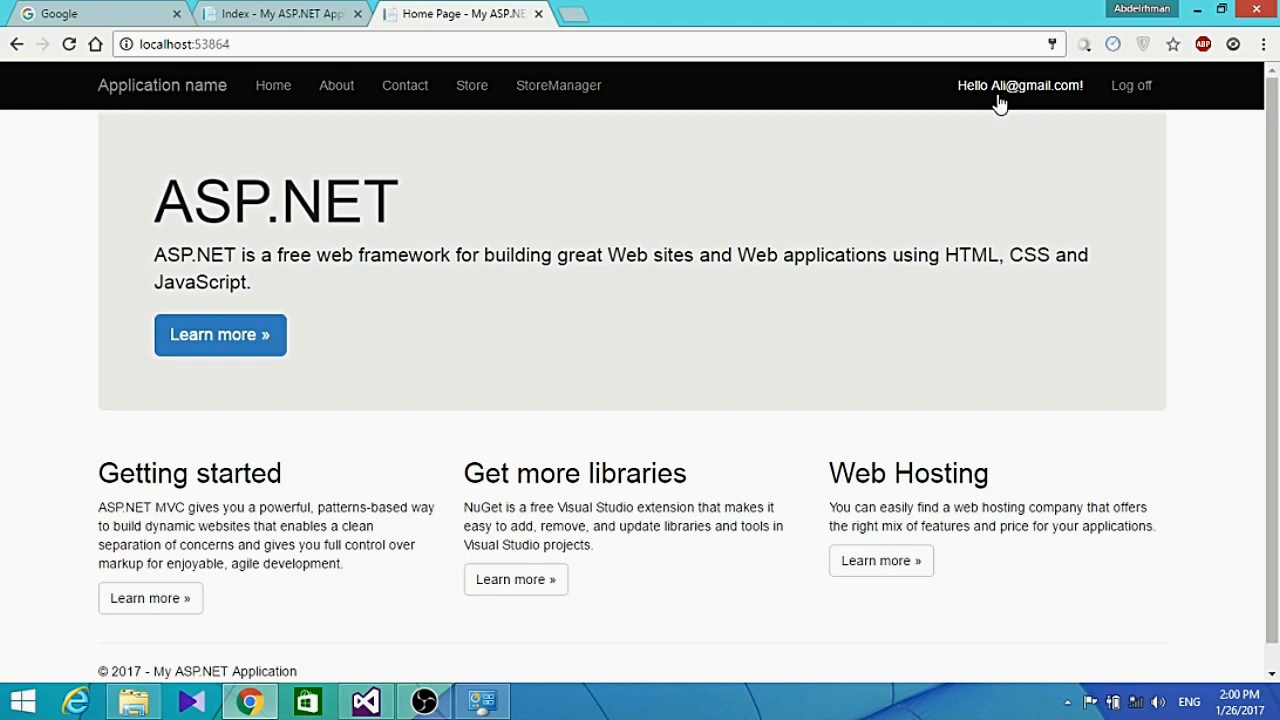 Google
Index - My ASP.NET Appl
Home Page - My ASP.NE
Abdelrhman
localhost:53864
ABP
Application name
Home
About
Contact
Store
StoreManager
Hello Ali@gmail.com!
Log off
ASP.NET
ASP.NET is a free web framework for building great Web sites and Web applications using HTML, CSS and
JavaScript.
Learn more »
Getting started
ASP.NET MVC gives you a powerful, patterns-based way
to build dynamic websites that enables a clean
separation of concerns and gives you full control over
markup for enjoyable, agile development.
Learn more »
Get more libraries
NuGet is a free Visual Studio extension that makes it
easy to add, remove, and update libraries and tools in
Visual Studio projects.
Learn more »
Web Hosting
You can easily find a web hosting company that offers
the right mix of features and price for your applications.
Learn more »
© 2017 - My ASP.NET Application
ENG
2:00 PM
1/26/2017